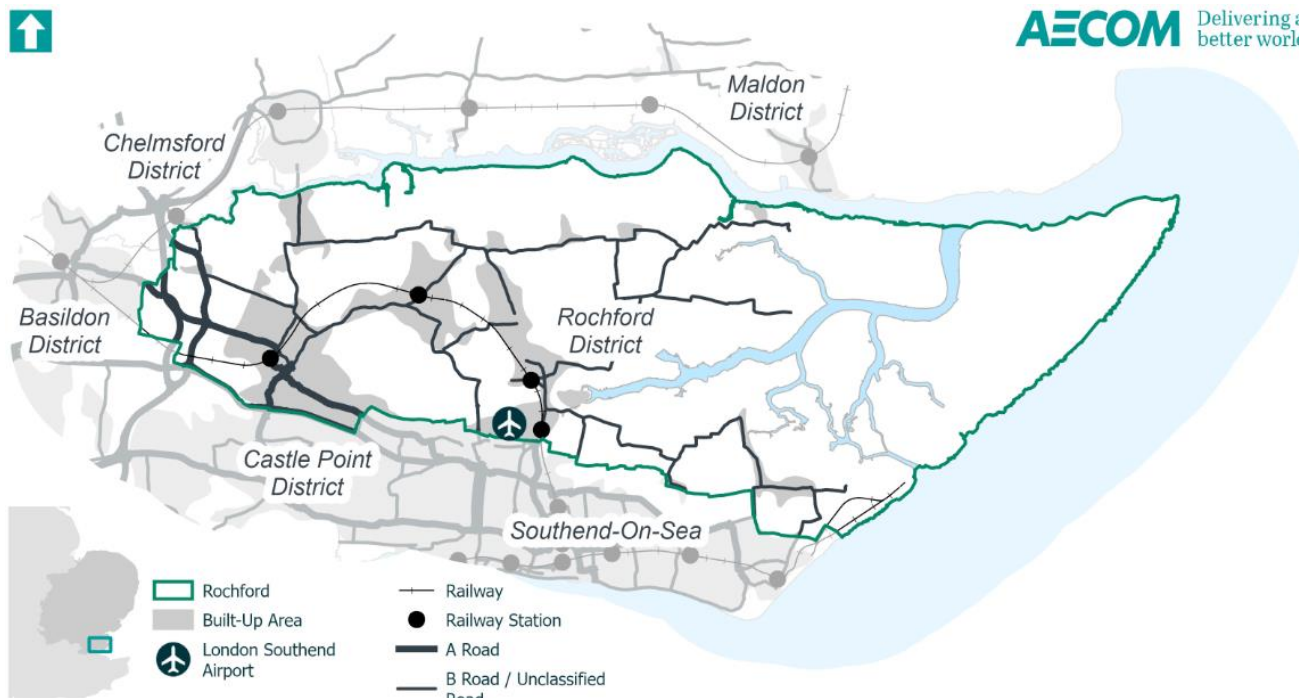 AECOM
Delivering a
better world
Maldon
District
Chelmsford
District
Basildon
District
Rochford
District
Castle Point
District
Southend-On-Sea
Rochford
Built-Up Area
London Southend
Airport
Railway
Railway Station
A Road
B Road / Unclassified
Road